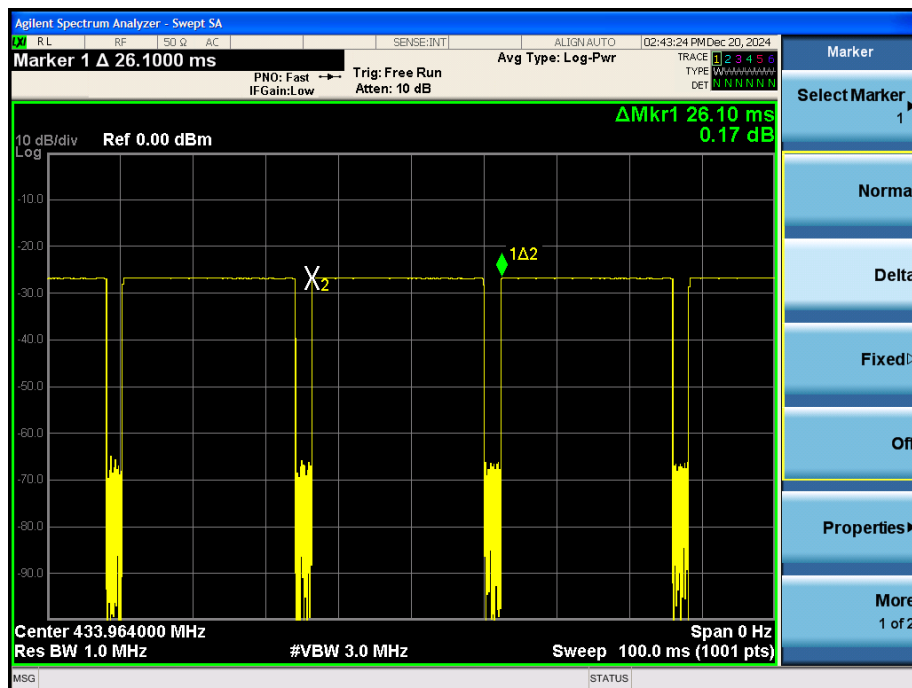 Agilent Spectrum Analyzer - Swept SA
LXI RL RF 50 Ω AC SENSE:INT ALIGN AUTO 02:43:24 PM Dec 20, 2024
Marker 1 Δ 26.1000 ms
PNO: Fast
IFGain:Low
Trig: Free Run
Atten: 10 dB
Avg Type: Log-Pwr
TRACE 1 2 3 4 5 6
TYPE
DET N N N N N N
ΔMkr1 26.10 ms
0.17 dB
10 dB/div Ref 0.00 dBm
Log
-10.0
-20.0
-30.0
-40.0
-50.0
-60.0
-70.0
-80.0
-90.0
X2
1Δ2
Center 433.964000 MHz Span 0 Hz
Res BW 1.0 MHz #VBW 3.0 MHz Sweep 100.0 ms (1001 pts)
MSG STATUS
Marker
Select Marker
1
Norma
Delta
Fixed
Off
Properties
More
1 of 2